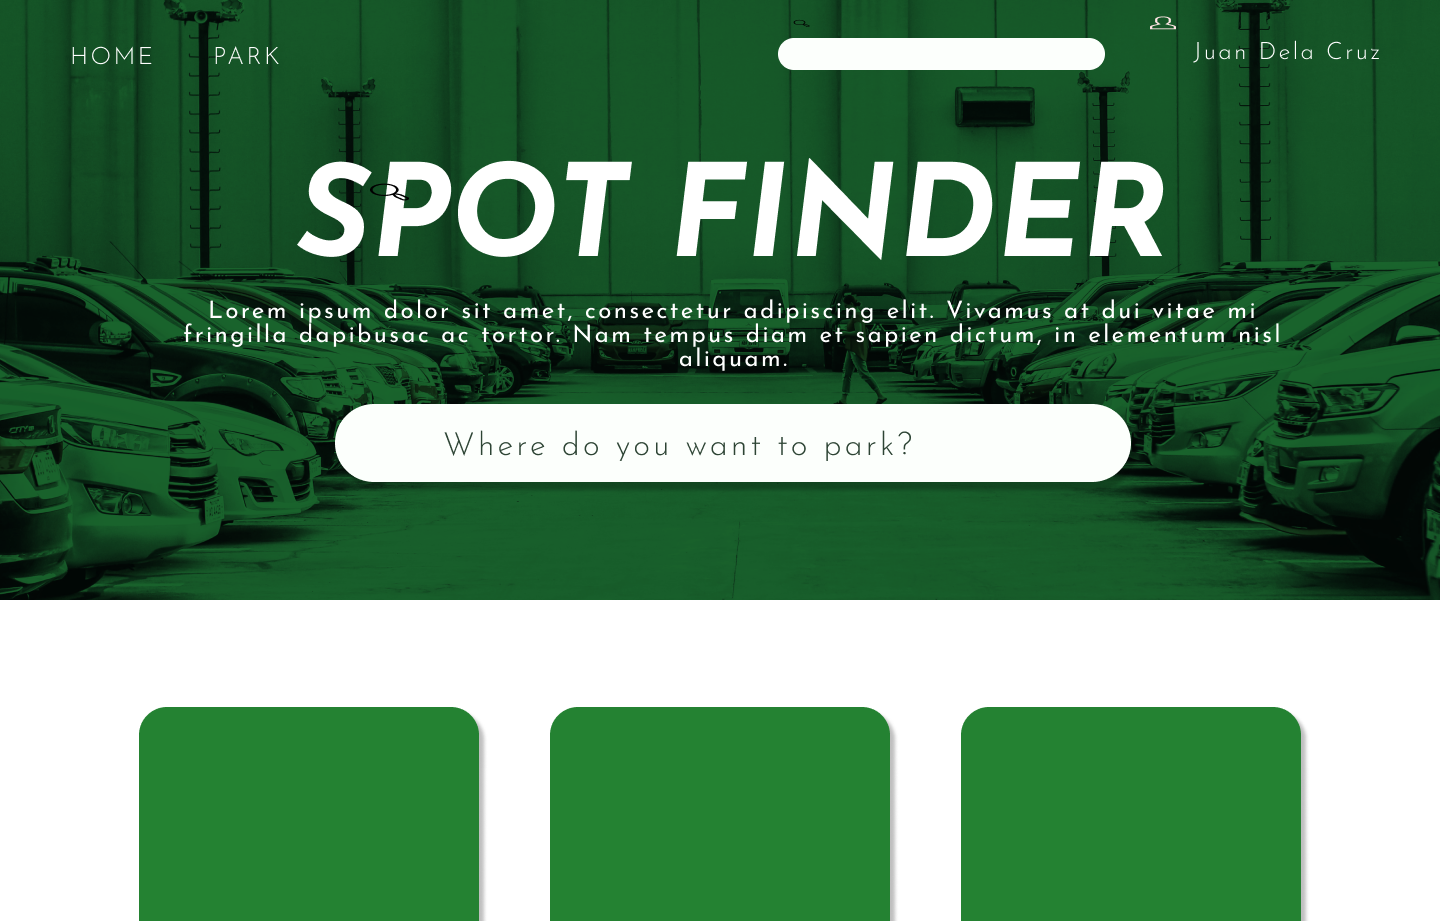 HOME PARK Juan Dela Cruz
SPOT FINDER
Lorem ipsum dolor sit amet, consectetur adipiscing elit. Vivamus at dui vitae mi
fringilla dapibusac ac tortor. Nam tempus diam et sapien dictum, in elementum nisl
aliquam.
Where do you want to park?